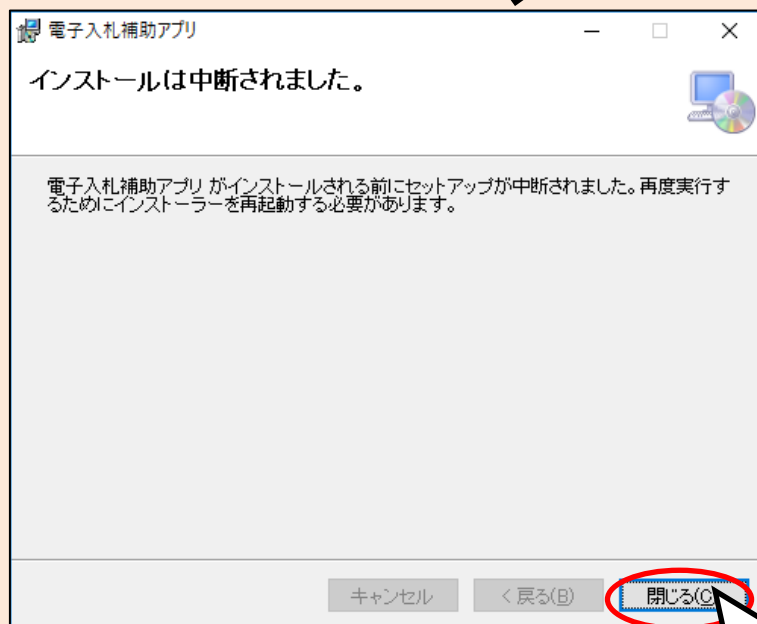 電子入札補助アプリ
インストールは中断されました。
電子入札補助アプリ がインストールされる前にセットアップが中断されました。再度実行す
るためにインストーラーを再起動する必要があります。
キャンセル
< 戻る(B)
閉じる(C